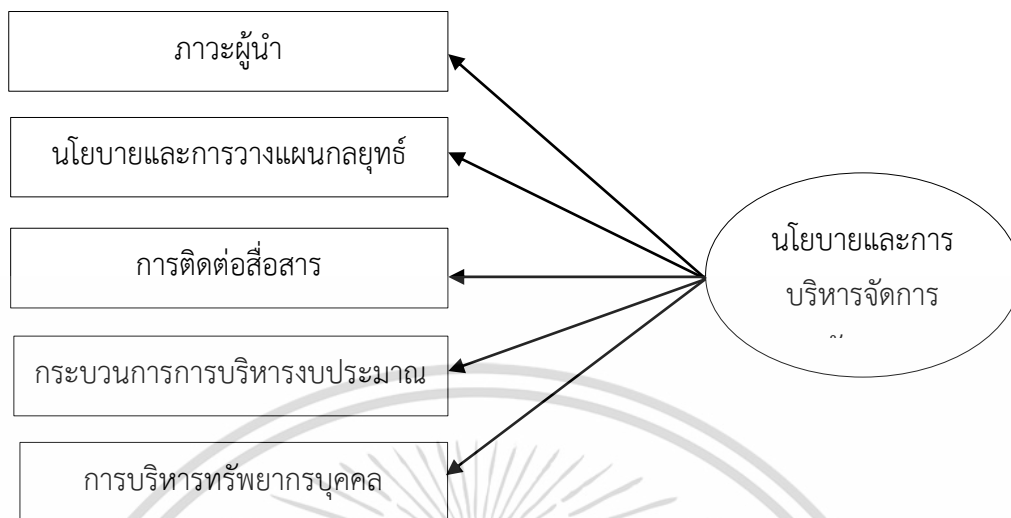 ภาวะผู้นำ
นโยบายและการวางแผนกลยุทธ์
การติดต่อสื่อสาร
กระบวนการการบริหารงบประมาณ
การบริหารทรัพยากรบุคคล
นโยบายและการ
บริหารจัดการ